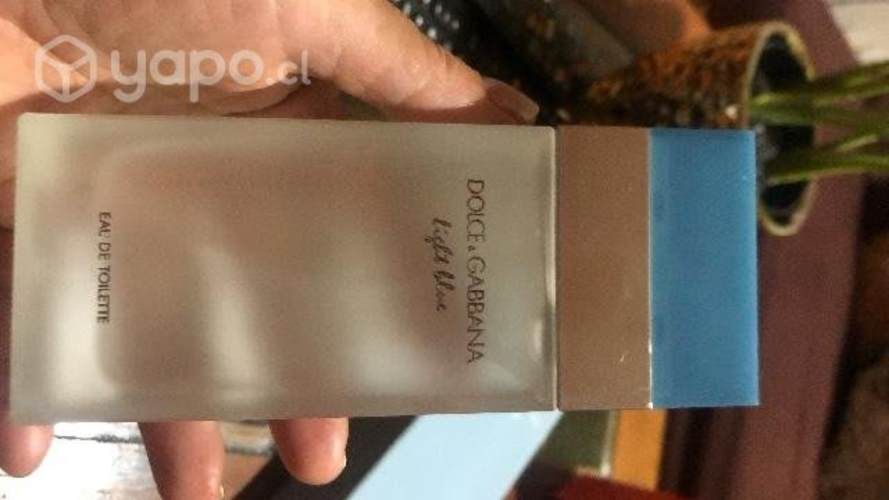 yapo.cl
DOLCE & GABBANA
light blue
EAU DE TOILETTE